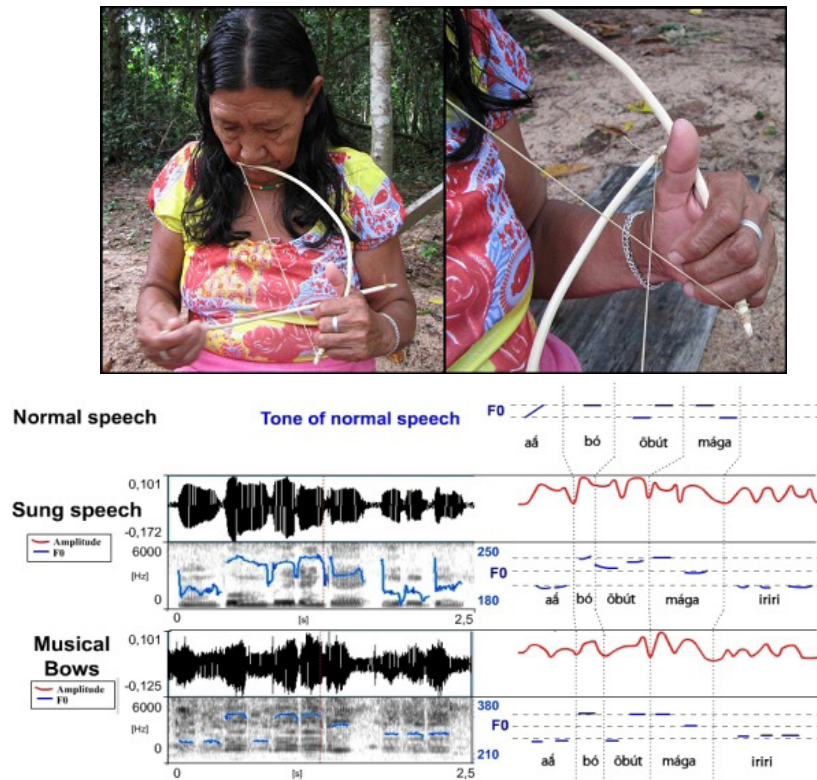 Normal speech
Tone of normal speech
F0
aá̃ bó õbút mága
0,101
-0,172
Sung speech
Amplitude
F0
6000
[Hz]
0
0 [s] 2,5
250
F0
180
aá̃ bó õbút mága iriri
Musical Bows
Amplitude
F0
0,101
-0,125
6000
[Hz]
0
0 [s] 2,5
380
F0
210
aá̃ bó õbút mága iriri